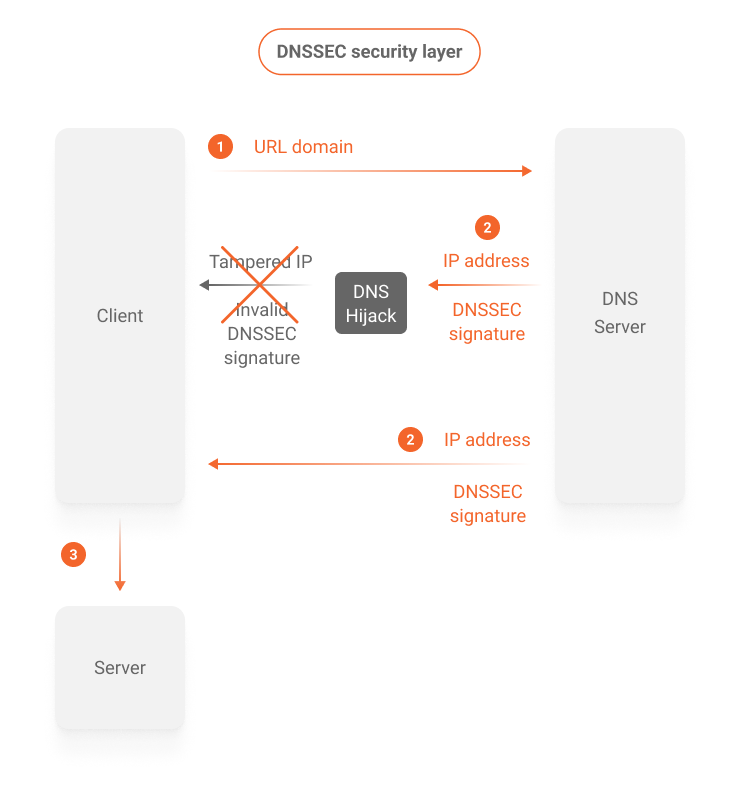 DNSSEC security layer
1
URL domain
2
IP address
DNSSEC
signature
DNS
Hijack
Tampered IP
Invalid
DNSSEC
signature
Client
DNS
Server
2
IP address
DNSSEC
signature
3
Server